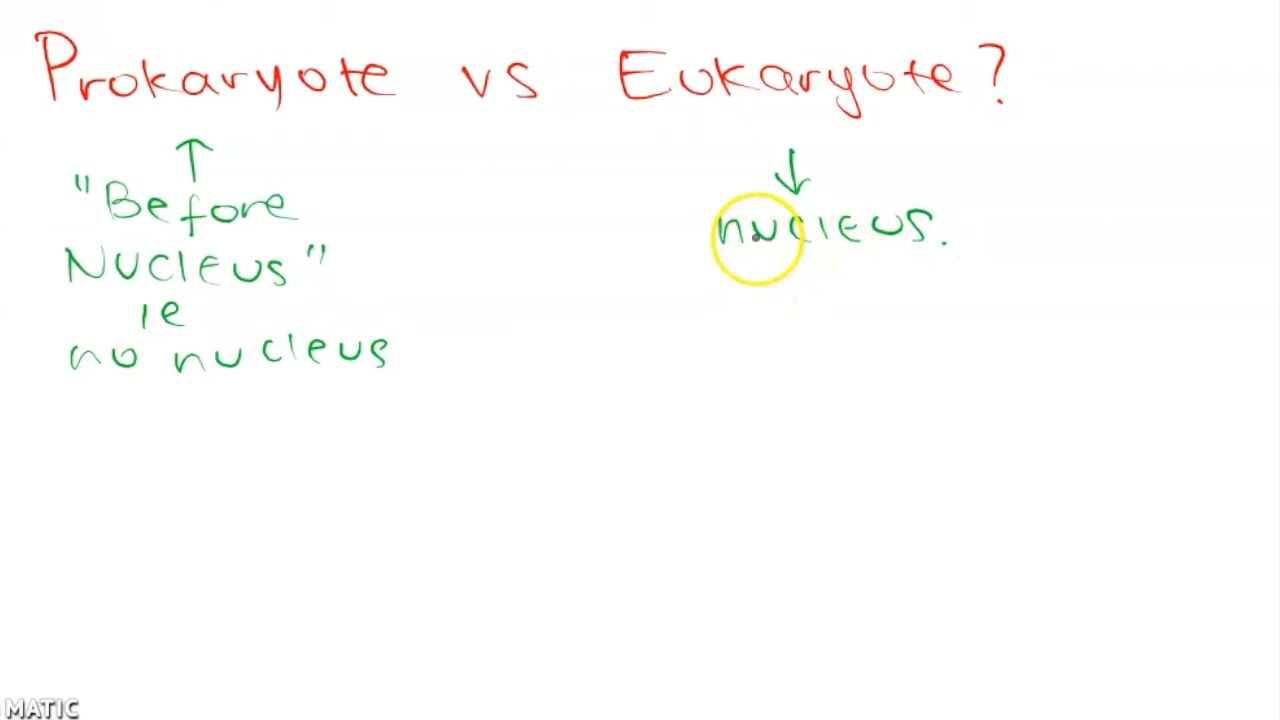 Prokaryote vs Eukaryote?
"Before
Nucleus"
ie
no nucleus
nucleus.
MATIC